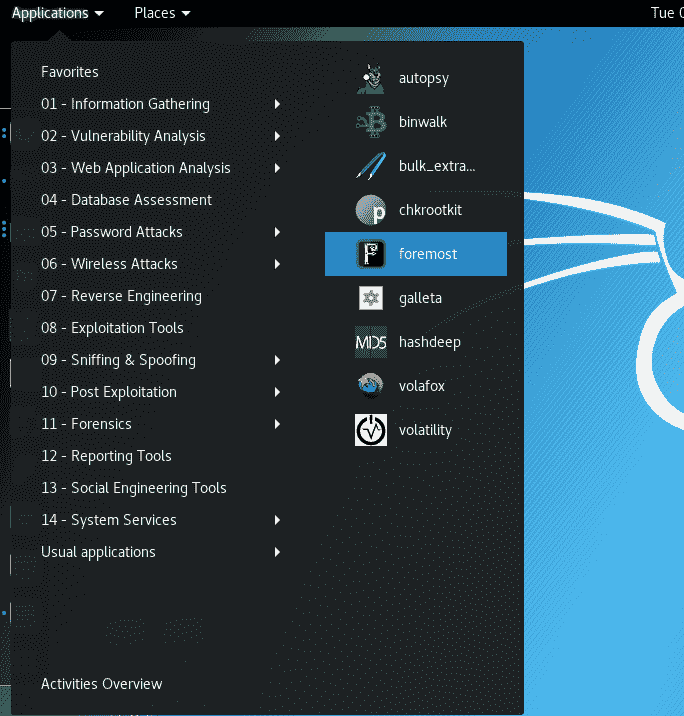 Applications Places Tue
Favorites
01 - Information Gathering
02 - Vulnerability Analysis
03 - Web Application Analysis
04 - Database Assessment
05 - Password Attacks
06 - Wireless Attacks
07 - Reverse Engineering
08 - Exploitation Tools
09 - Sniffing & Spoofing
10 - Post Exploitation
11 - Forensics
12 - Reporting Tools
13 - Social Engineering Tools
14 - System Services
Usual applications
Activities Overview
autopsy
binwalk
bulk_extra...
chkrootkit
foremost
galleta
MD5
hashdeep
volafox
volatility